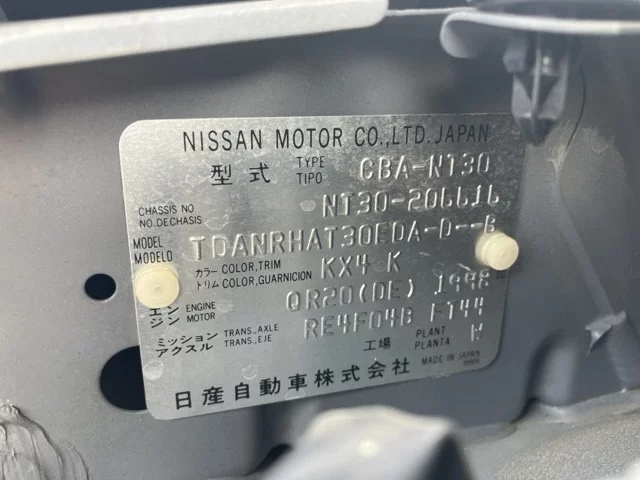 NISSAN MOTOR CO.,LTD. JAPAN
型式 TYPE TIPO CBA-NT30
CHASSIS NO NO.DECHASIS NT30-206616
MODEL MODELO TDANRHAT30EDA-D--B
カラー COLOR,TRIM トリム COLOR,GUARNICION KX4 K
エンジン ENGINE MOTOR QR20(DE) 1998
ミッション アクスル TRANS.,AXLE TRANS.,EJE RE4F04B FT44
工場 PLANT PLANTA W
日産自動車株式会社 MADE IN JAPAN